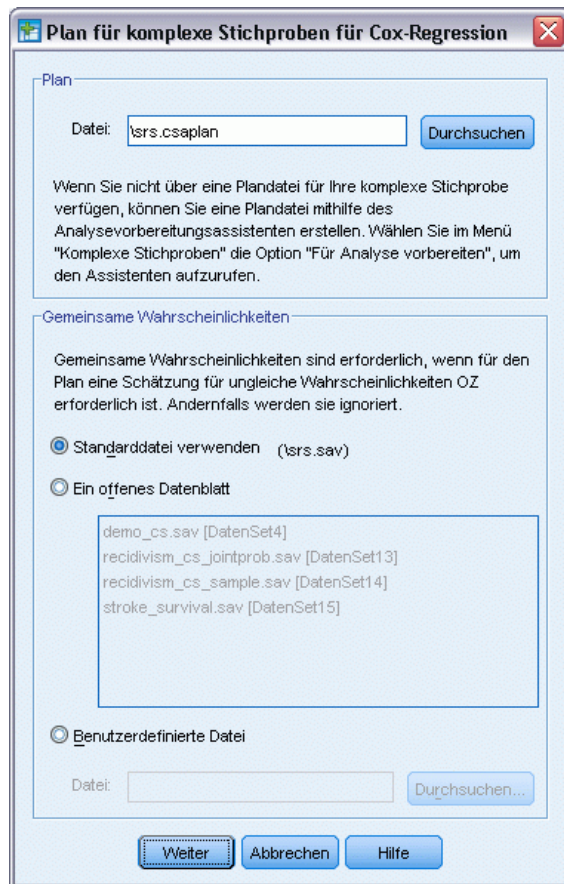 Plan für komplexe Stichproben für Cox-Regression
Plan
Datei: \srs.csaplan Durchsuchen
Wenn Sie nicht über eine Plandatei für Ihre komplexe Stichprobe
verfügen, können Sie eine Plandatei mithilfe des
Analysevorbereitungsassistenten erstellen. Wählen Sie im Menü
"Komplexe Stichproben" die Option "Für Analyse vorbereiten", um
den Assistenten aufzurufen.
Gemeinsame Wahrscheinlichkeiten
Gemeinsame Wahrscheinlichkeiten sind erforderlich, wenn für den
Plan eine Schätzung für ungleiche Wahrscheinlichkeiten OZ
erforderlich ist. Andernfalls werden sie ignoriert.
Standarddatei verwenden (\srs.sav)
Ein offenes Datenblatt
demo_cs.sav [DatenSet4]
recidivism_cs_jointprob.sav [DatenSet13]
recidivism_cs_sample.sav [DatenSet14]
stroke_survival.sav [DatenSet15]
Benutzerdefinierte Datei
Datei: Durchsuchen...
Weiter Abbrechen Hilfe